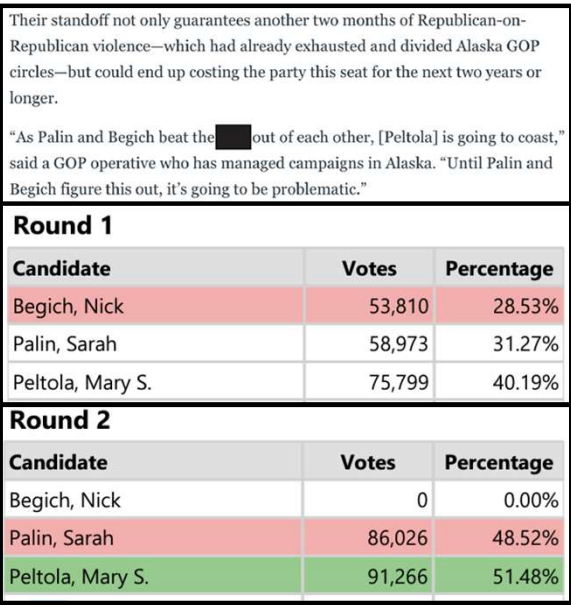 Their standoff not only guarantees another two months of Republican-on-
Republican violence—which had already exhausted and divided Alaska GOP
circles—but could end up costing the party this seat for the next two years or
longer.
“As Palin and Begich beat the out of each other, [Peltola] is going to coast,”
said a GOP operative who has managed campaigns in Alaska. “Until Palin and
Begich figure this out, it’s going to be problematic.”
Round 1
Candidate Votes Percentage
Begich, Nick 53,810 28.53%
Palin, Sarah 58,973 31.27%
Peltola, Mary S. 75,799 40.19%
Round 2
Candidate Votes Percentage
Begich, Nick 0 0.00%
Palin, Sarah 86,026 48.52%
Peltola, Mary S. 91,266 51.48%